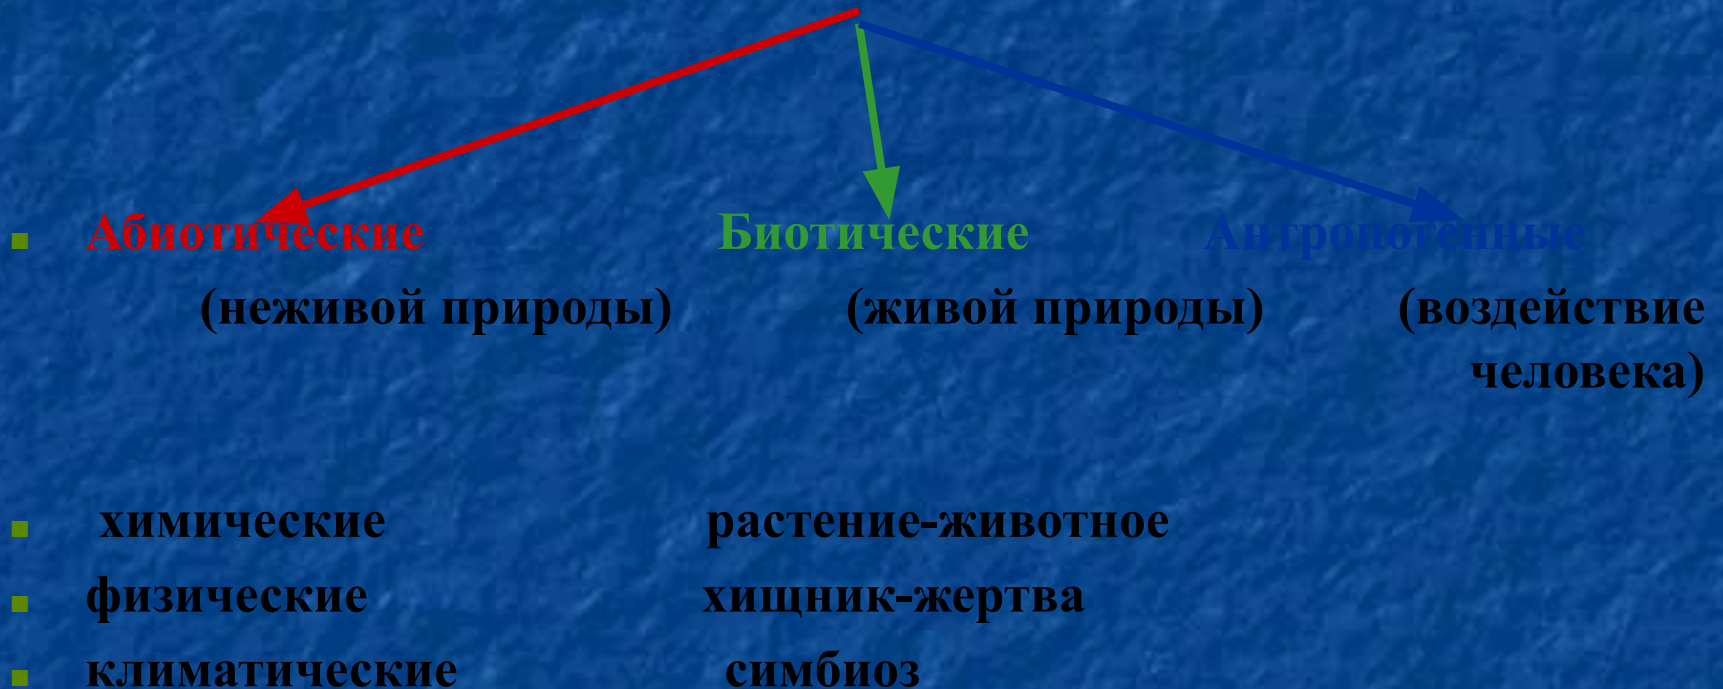 Абиотические Биотические Антропогенные
(неживой природы) (живой природы) (воздействие
человека)
химические растение-животное
физические хищник-жертва
климатические симбиоз